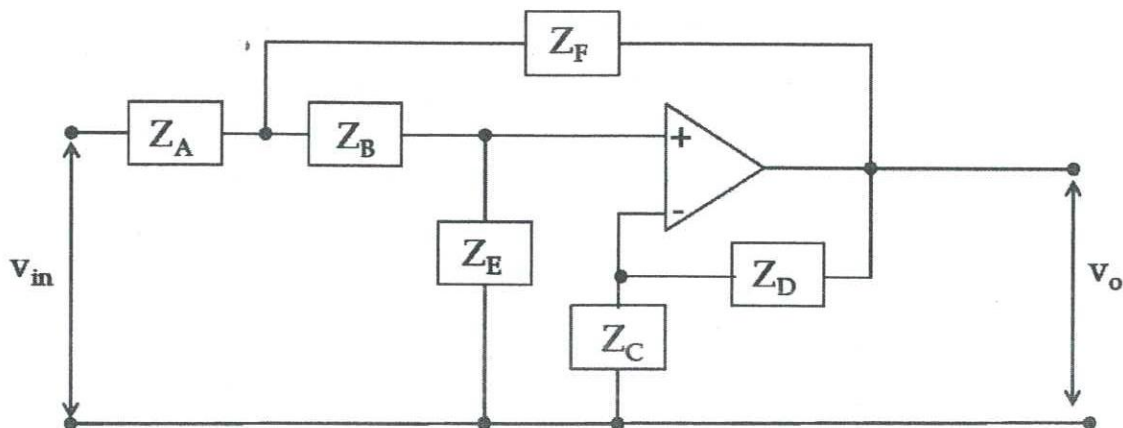 Z_F
Z_A
Z_B
+
-
Z_E
Z_D
v_in
v_o
Z_C